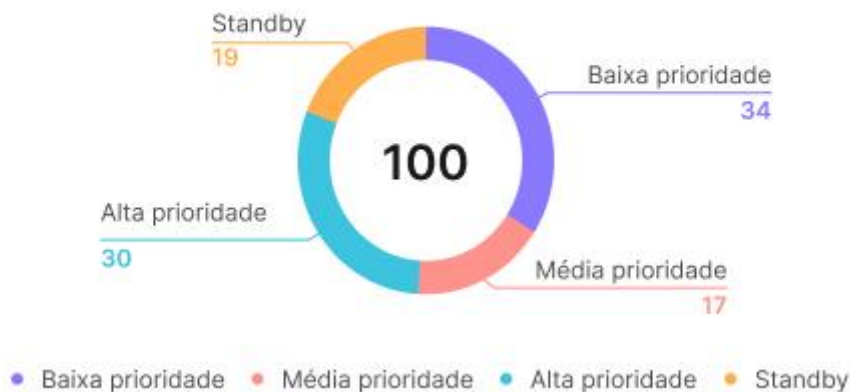 Standby
19
Baixa prioridade
34
100
Alta prioridade
30
Média prioridade
17
Baixa prioridade Média prioridade Alta prioridade Standby